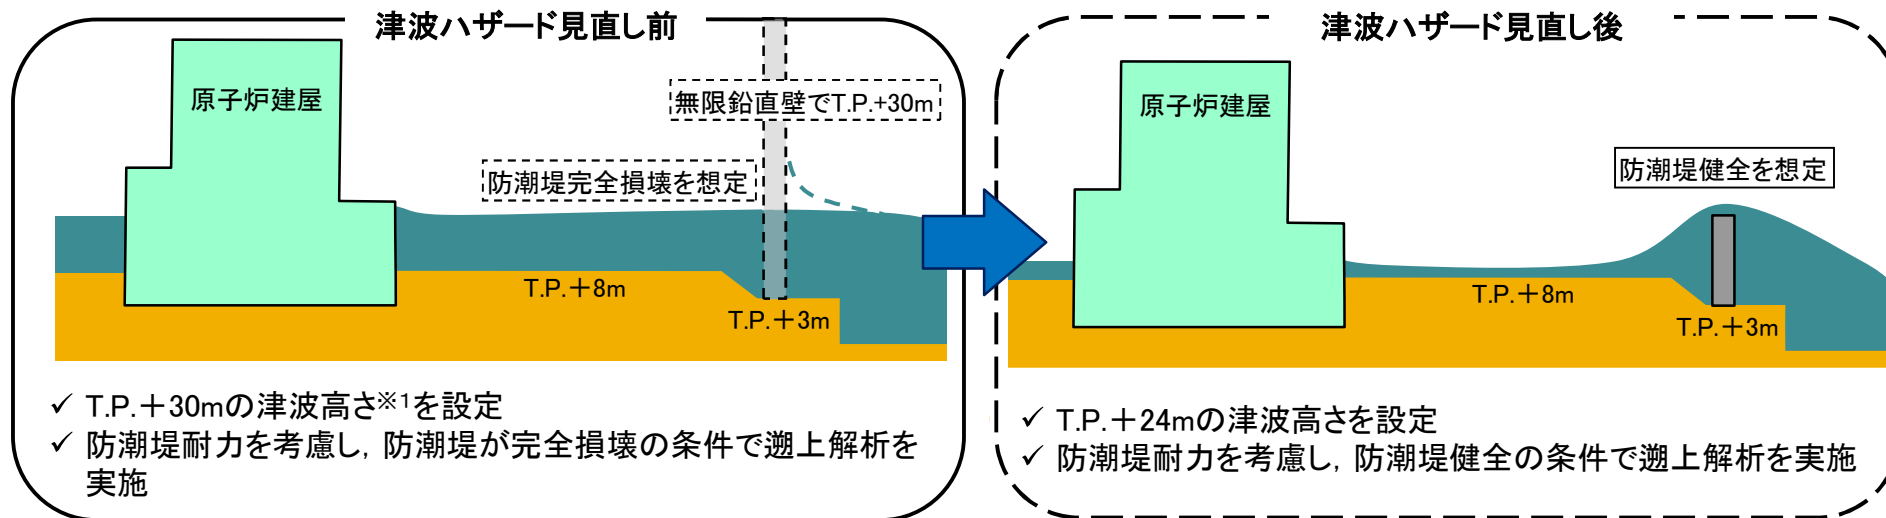 津波ハザード見直し前
原子炉建屋
無限鉛直壁でT.P.+30m
防潮堤完全損壊を想定
T.P.＋8m
T.P.＋3m
✓ T.P.＋30mの津波高さ※1を設定
✓ 防潮堤耐力を考慮し，防潮堤が完全損壊の条件で遡上解析を
実施
津波ハザード見直し後
原子炉建屋
防潮堤健全を想定
T.P.＋8m
T.P.＋3m
✓ T.P.＋24mの津波高さを設定
✓ 防潮堤耐力を考慮し，防潮堤健全の条件で遡上解析を実施